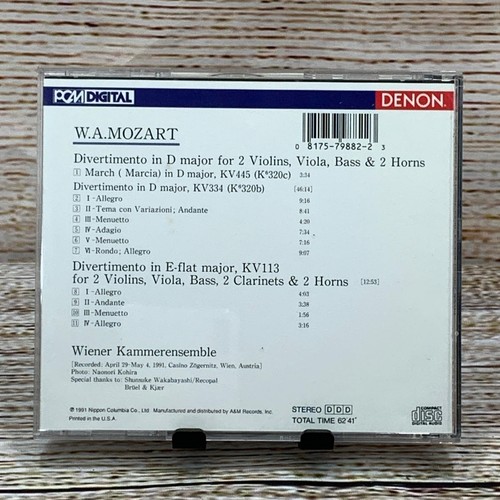 PCM DIGITAL
DENON
W.A.MOZART
0 8175-79882-2 3
Divertimento in D major for 2 Violins, Viola, Bass & 2 Horns
1 March ( Marcia) in D major, KV445 (K⁶320c) 3:34
Divertimento in D major, KV334 (K⁶320b) [46:14]
2 I-Allegro 9:16
3 II-Tema con Variazioni; Andante 8:41
4 III-Menuetto 4:20
5 IV-Adagio 7:34
6 V-Menuetto 7:16
7 VI-Rondo; Allegro 9:07
Divertimento in E-flat major, KV113
for 2 Violins, Viola, Bass, 2 Clarinets & 2 Horns [12:53]
8 I-Allegro 4:03
9 II-Andante 3:38
10 III-Menuetto 1:56
11 IV-Allegro 3:16
Wiener Kammerensemble
[Recorded: April 29-May 4, 1991, Casino Zögernitz, Wien, Austria]
Photo: Naonori Kohira
Special thanks to: Shunsuke Wakabayashi/Recopal
Brüel & Kjær
℗ 1991 Nippon Columbia Co., Ltd Manufactured and distributed by A&M Records, Inc.
Printed in the U.S.A
STEREO DDD
TOTAL TIME 62'41"
COMPACT
disc
DIGITAL AUDIO